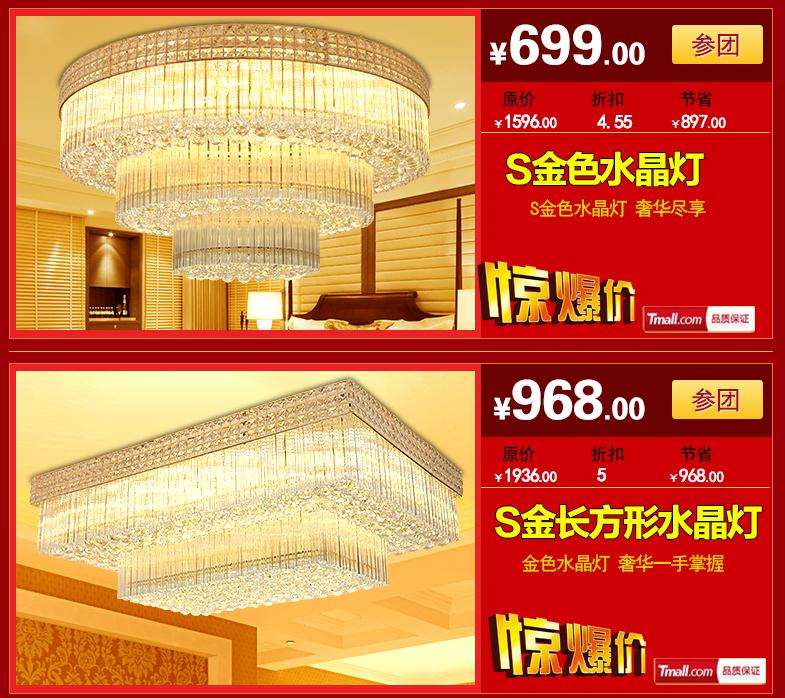 ¥699.00 参团
原价 折扣 节省
¥1596.00 4.55 ¥897.00
S金色水晶灯
S金色水晶灯 奢华尽享
惊爆价
Tmall.com 品质保证
¥968.00 参团
原价 折扣 节省
¥1936.00 5 ¥968.00
S金长方形水晶灯
金色水晶灯 奢华一手掌握
惊爆价
Tmall.com 品质保证